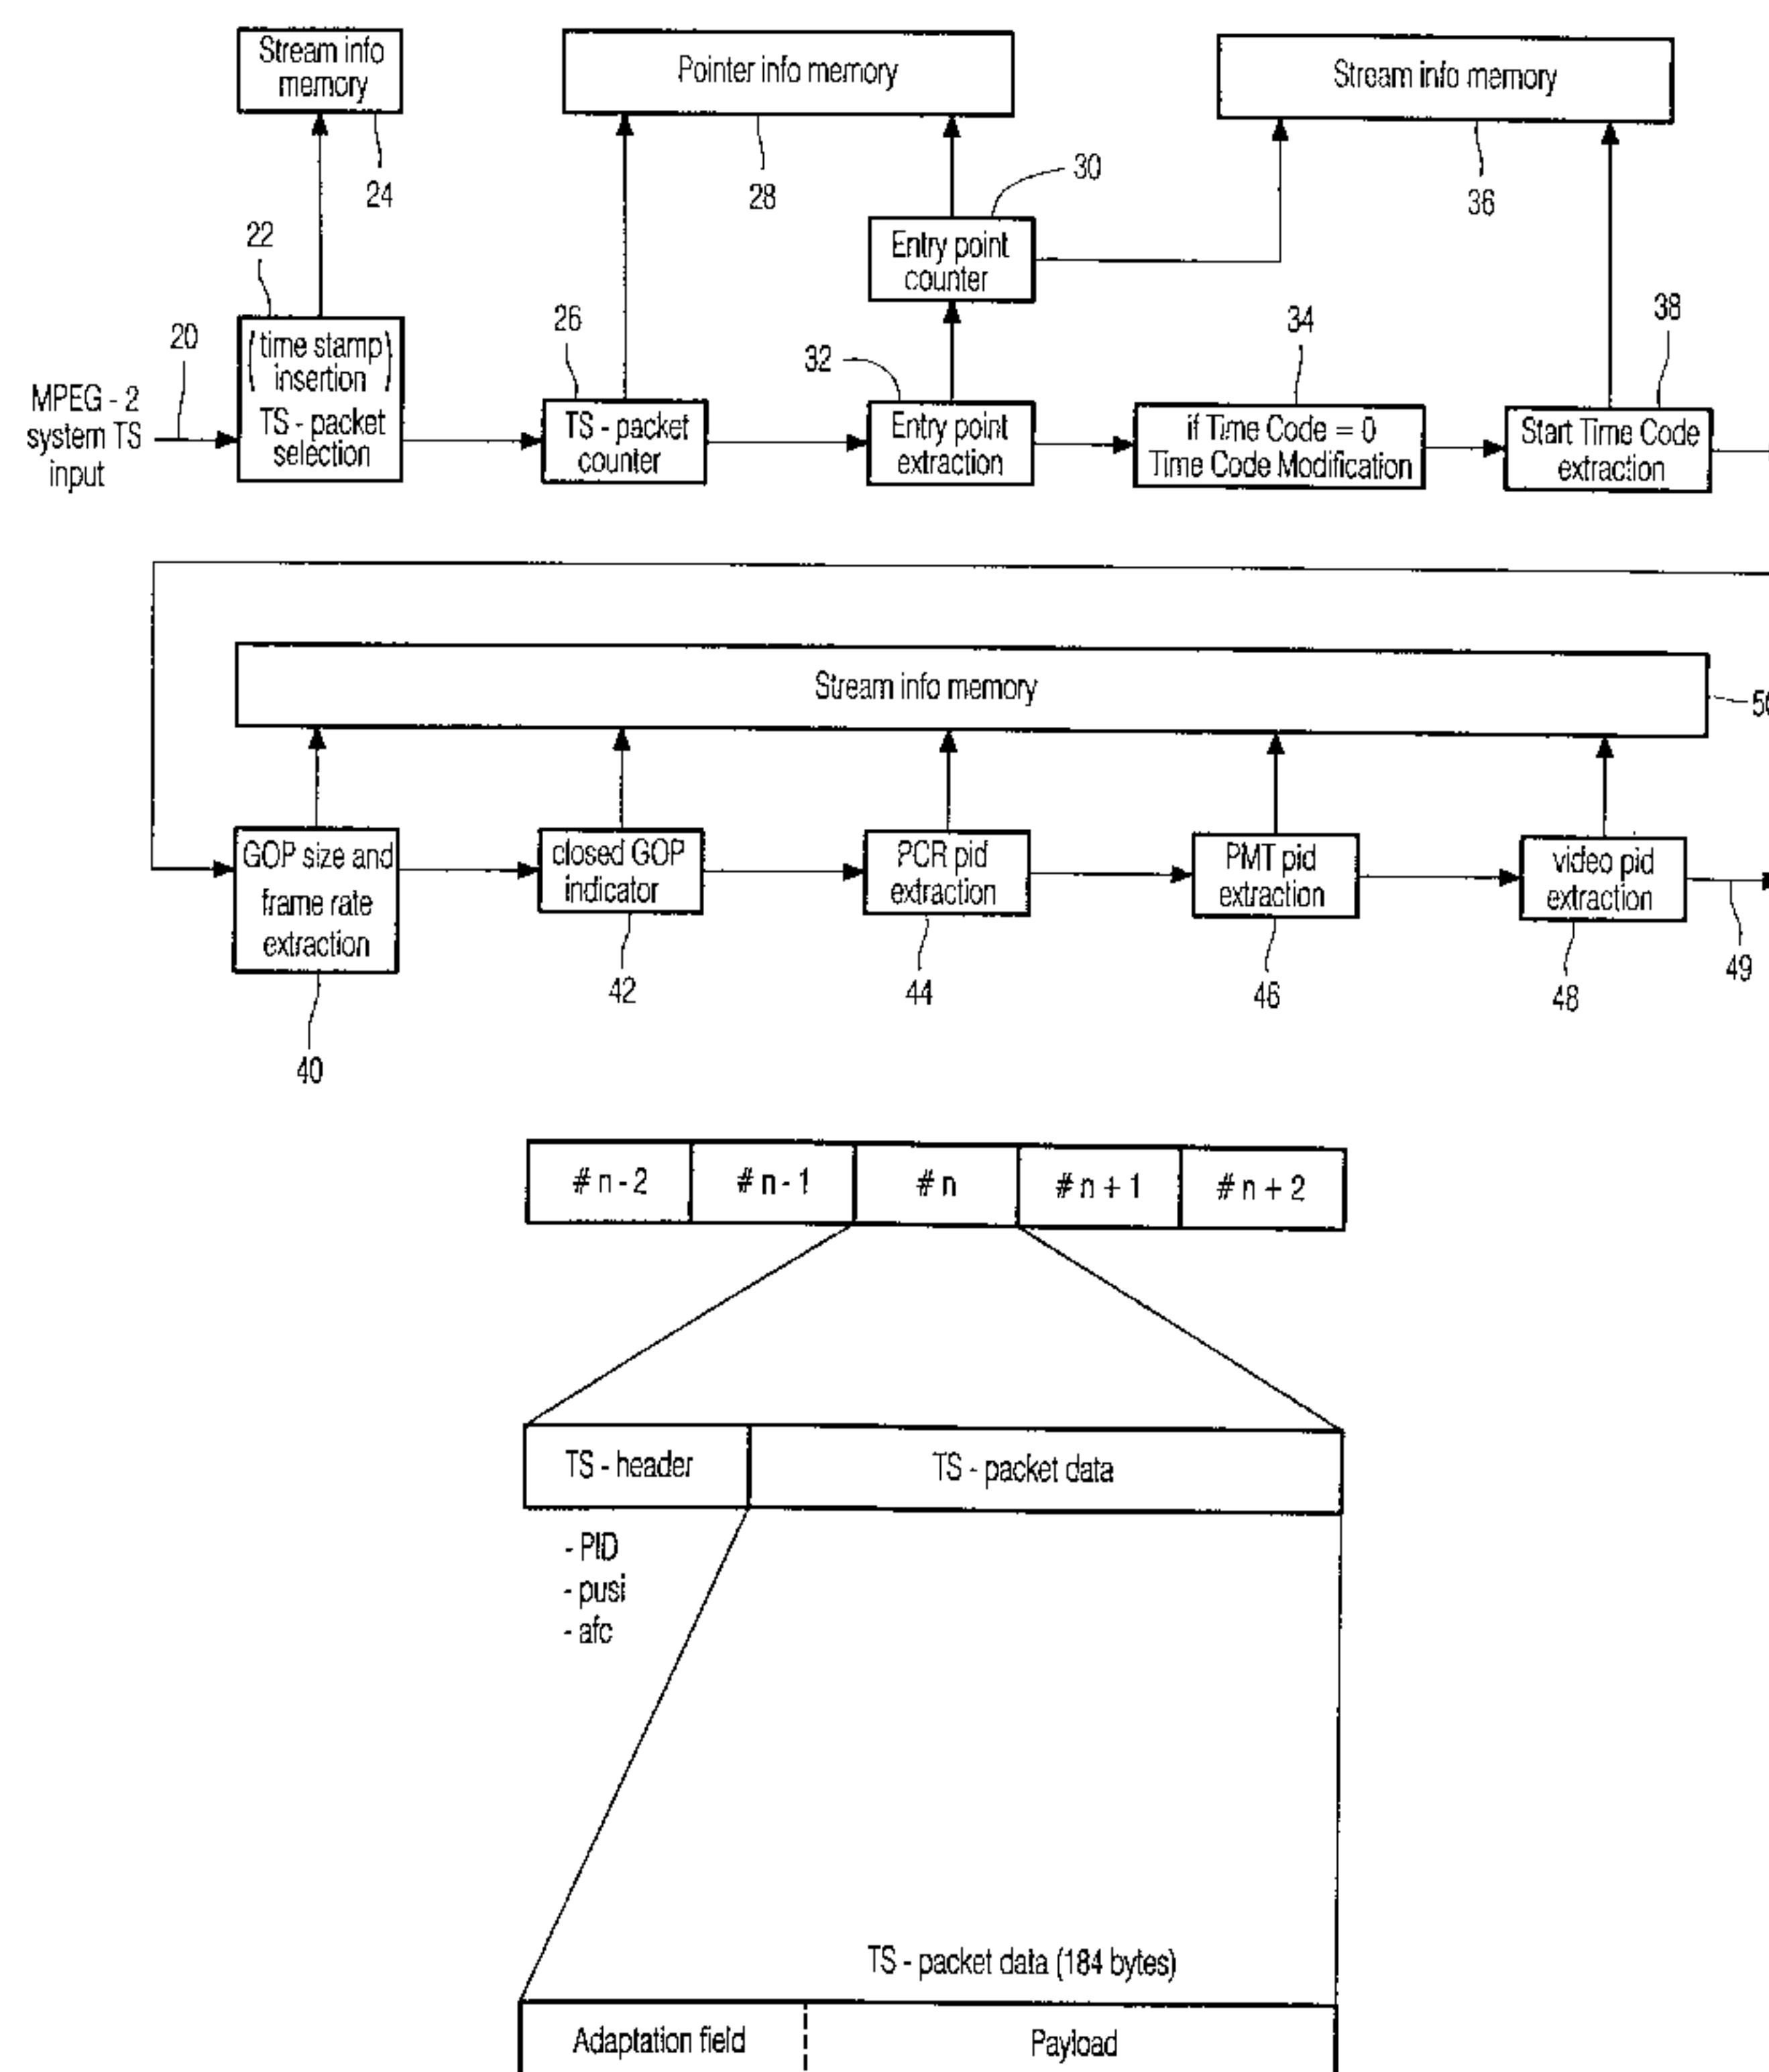 Stream info
memory
Pointer info memory
Stream info memory
24
28
30
36
22
Entry point
counter
20
26
32
34
38
MPEG - 2
system TS
input
(time stamp)
insertion
TS - packet
selection
TS - packet
counter
Entry point
extraction
if Time Code = 0
Time Code Modification
Start Time Code
extraction
Stream info memory
GOP size and
frame rate
extraction
closed GOP
indicator
PCR pid
extraction
PMT pid
extraction
video pid
extraction
40
42
44
46
48
49
# n - 2
# n - 1
# n
# n + 1
# n + 2
TS - header
TS - packet data
- PID
- pusi
- afc
TS - packet data (184 bytes)
Adaptation field
Payload